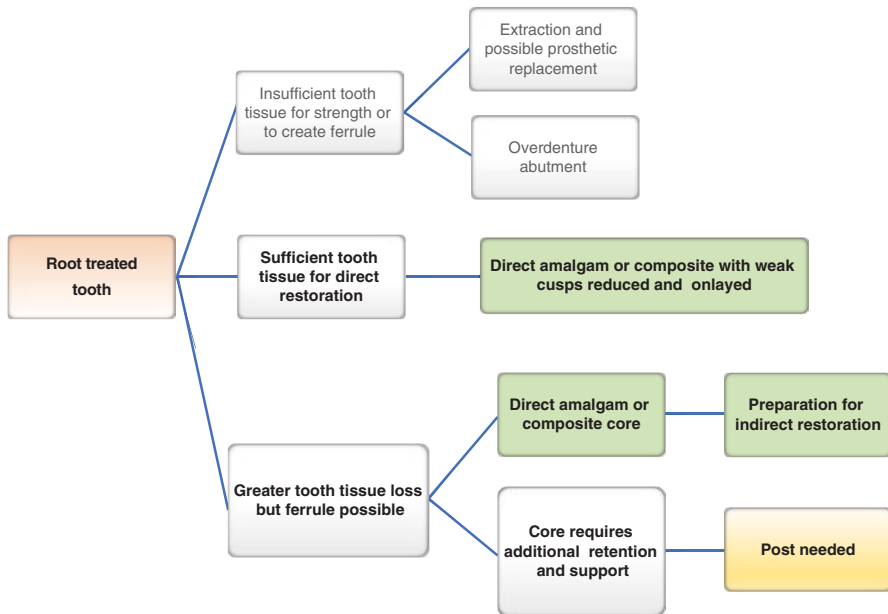 Extraction and
possible prosthetic
replacement
Insufficient tooth
tissue for strength or
to create ferrule
Overdenture
abutment
Root treated
tooth
Sufficient tooth
tissue for direct
restoration
Direct amalgam or composite with weak
cusps reduced and onlayed
Direct amalgam or
composite core
Preparation for
indirect restoration
Greater tooth tissue loss
but ferrule possible
Core requires
additional retention
and support
Post needed